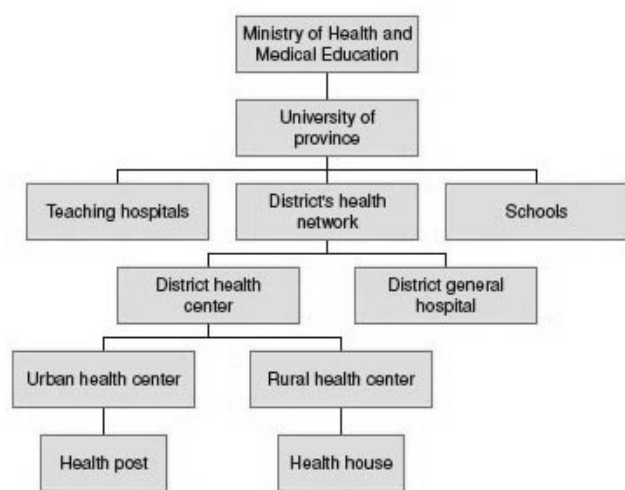 Ministry of Health and
Medical Education
University of
province
Teaching hospitals
District's health
network
Schools
District health
center
District general
hospital
Urban health center
Rural health center
Health post
Health house